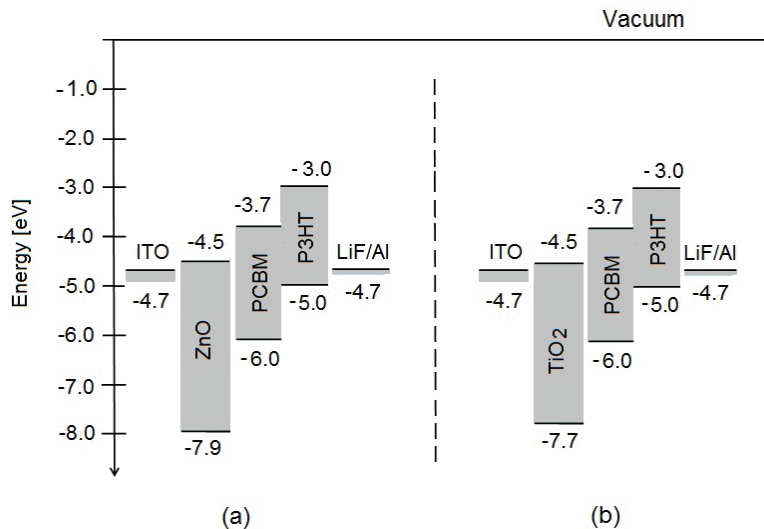 Vacuum
Energy [eV]
-1.0
-2.0
-3.0
-4.0
-5.0
-6.0
-7.0
-8.0
ITO
-4.7
-4.5
ZnO
-7.9
-3.7
PCBM
-6.0
-3.0
P3HT
-5.0
LiF/Al
-4.7
(a)
ITO
-4.7
-4.5
TiO2
-7.7
-3.7
PCBM
-6.0
-3.0
P3HT
-5.0
LiF/Al
-4.7
(b)